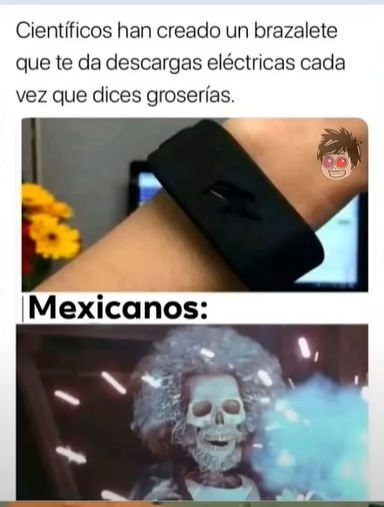 Científicos han creado un brazalete
que te da descargas eléctricas cada
vez que dices groserías.
Mexicanos: